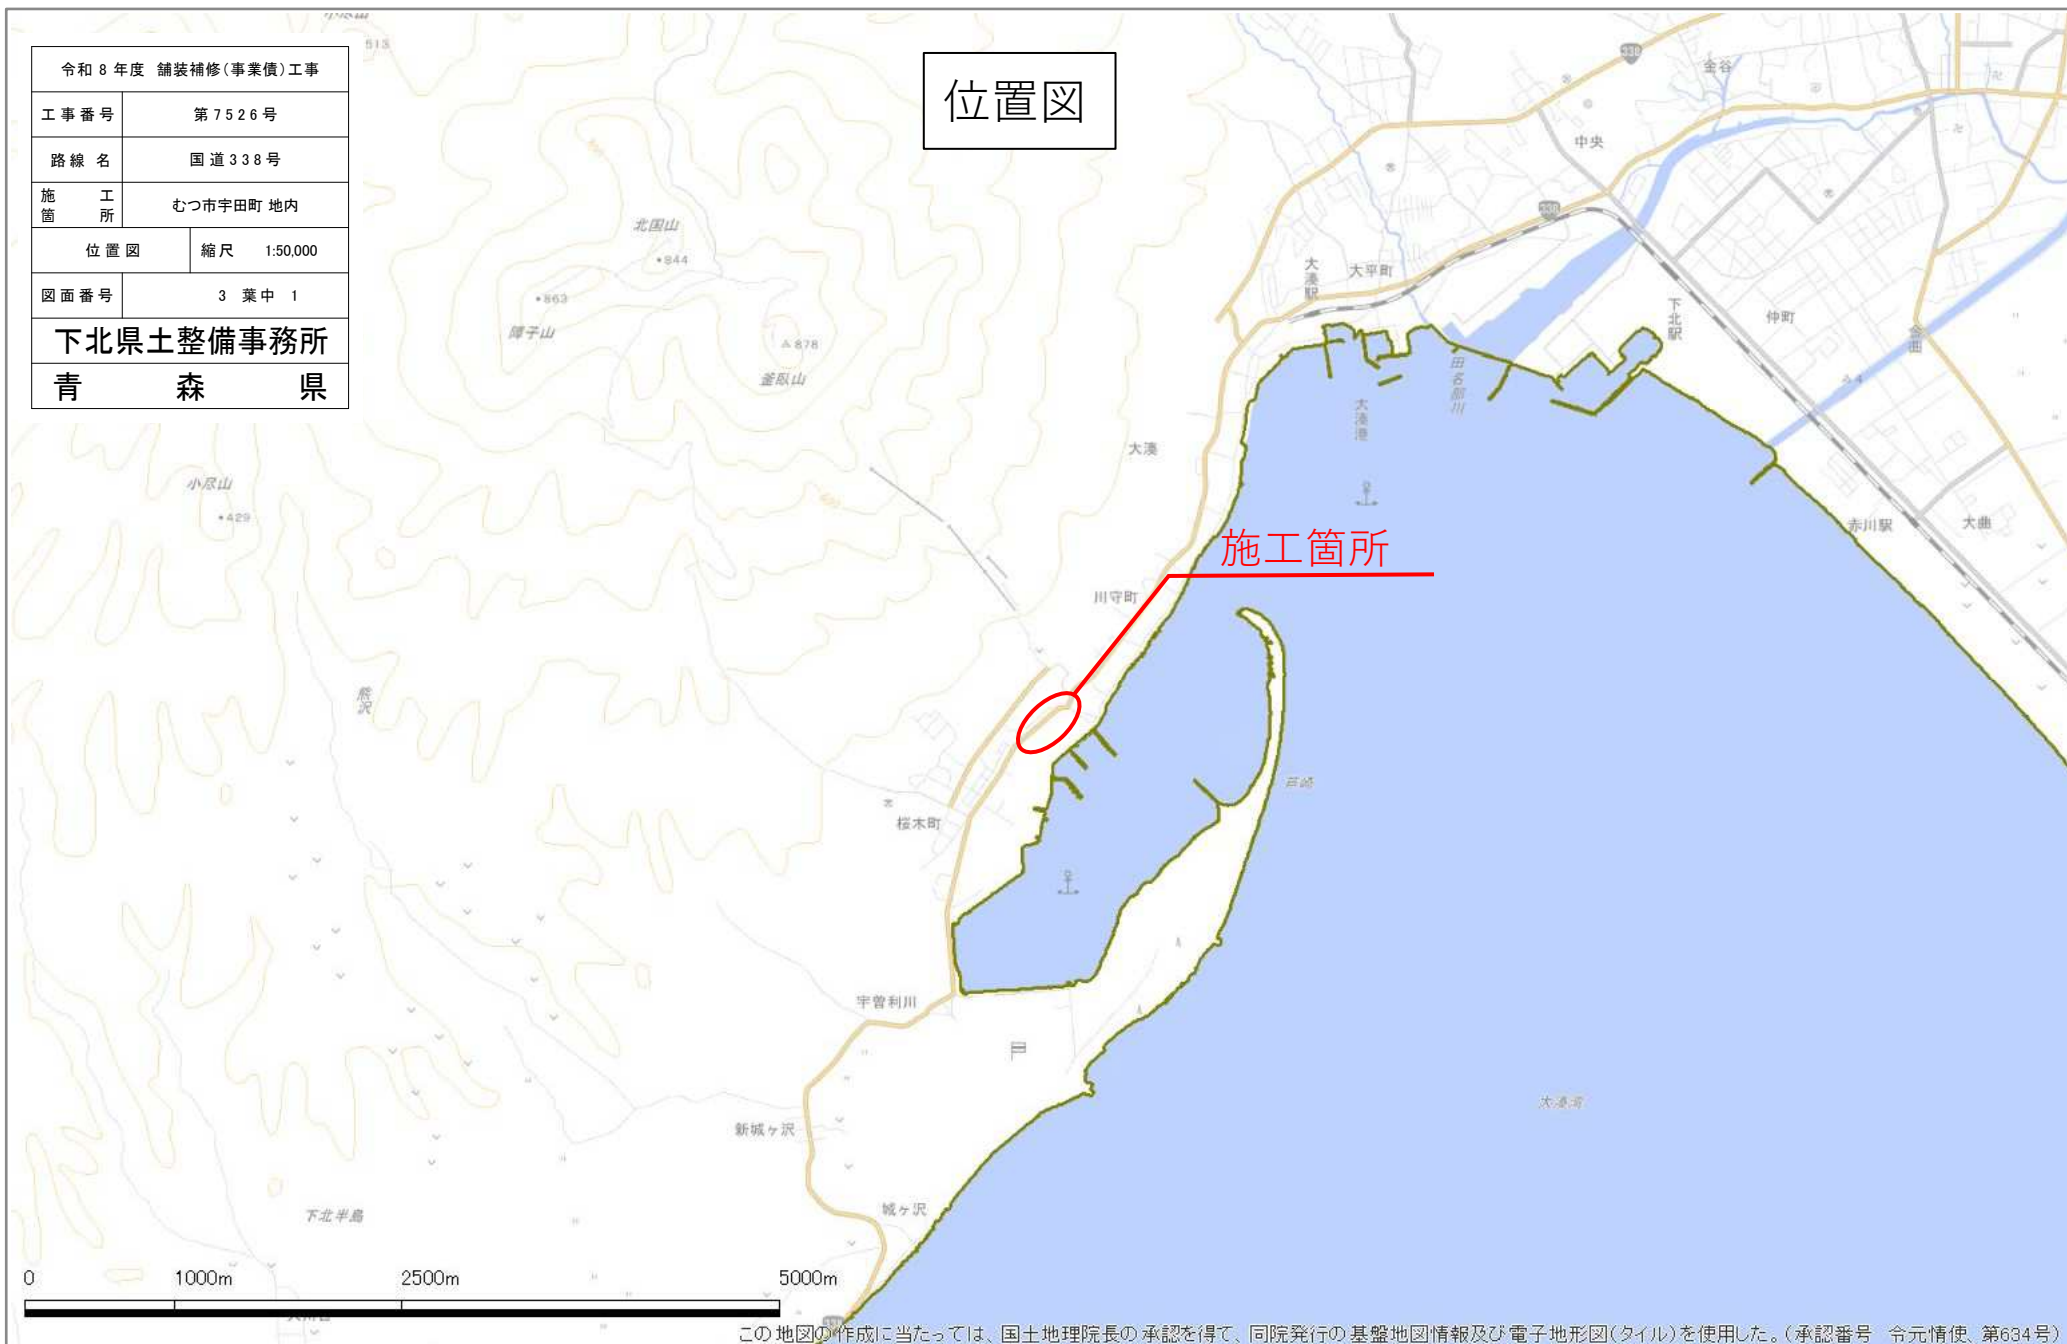 令和8年度 舗装補修(事業債)工事
工事番号 第7526号
路線名 国道338号
施工箇所 むつ市宇田町 地内
位置図 縮尺 1:50,000
図面番号 3 葉中 1
下北県土整備事務所
青森県
位置図
513
338
金谷
中央
北国山
844
863
障子山
878
釜臥山
大湊駅
大平町
338
下北駅
仲町
金曲
4
田名部川
大湊港
大湊
小尽山
429
赤川駅
大曲
施工箇所
川守町
熊沢
芦崎
桜木町
宇曽利川
新城ヶ沢
大湊湾
城ヶ沢
下北半島
0 1000m 2500m 5000m
338
この地図の作成に当たっては、国土地理院長の承認を得て、同院発行の基盤地図情報及び電子地形図(タイル)を使用した。(承認番号 令元情使、第634号)